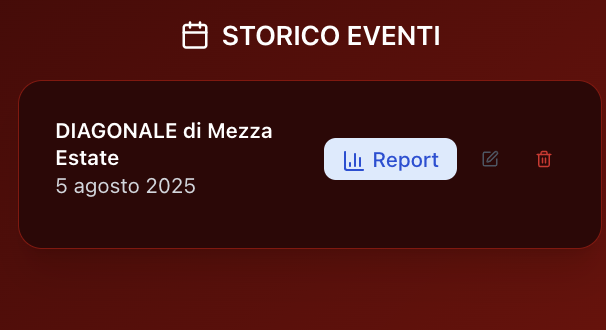 STORICO EVENTI
DIAGONALE di Mezza
Estate
5 agosto 2025
Report